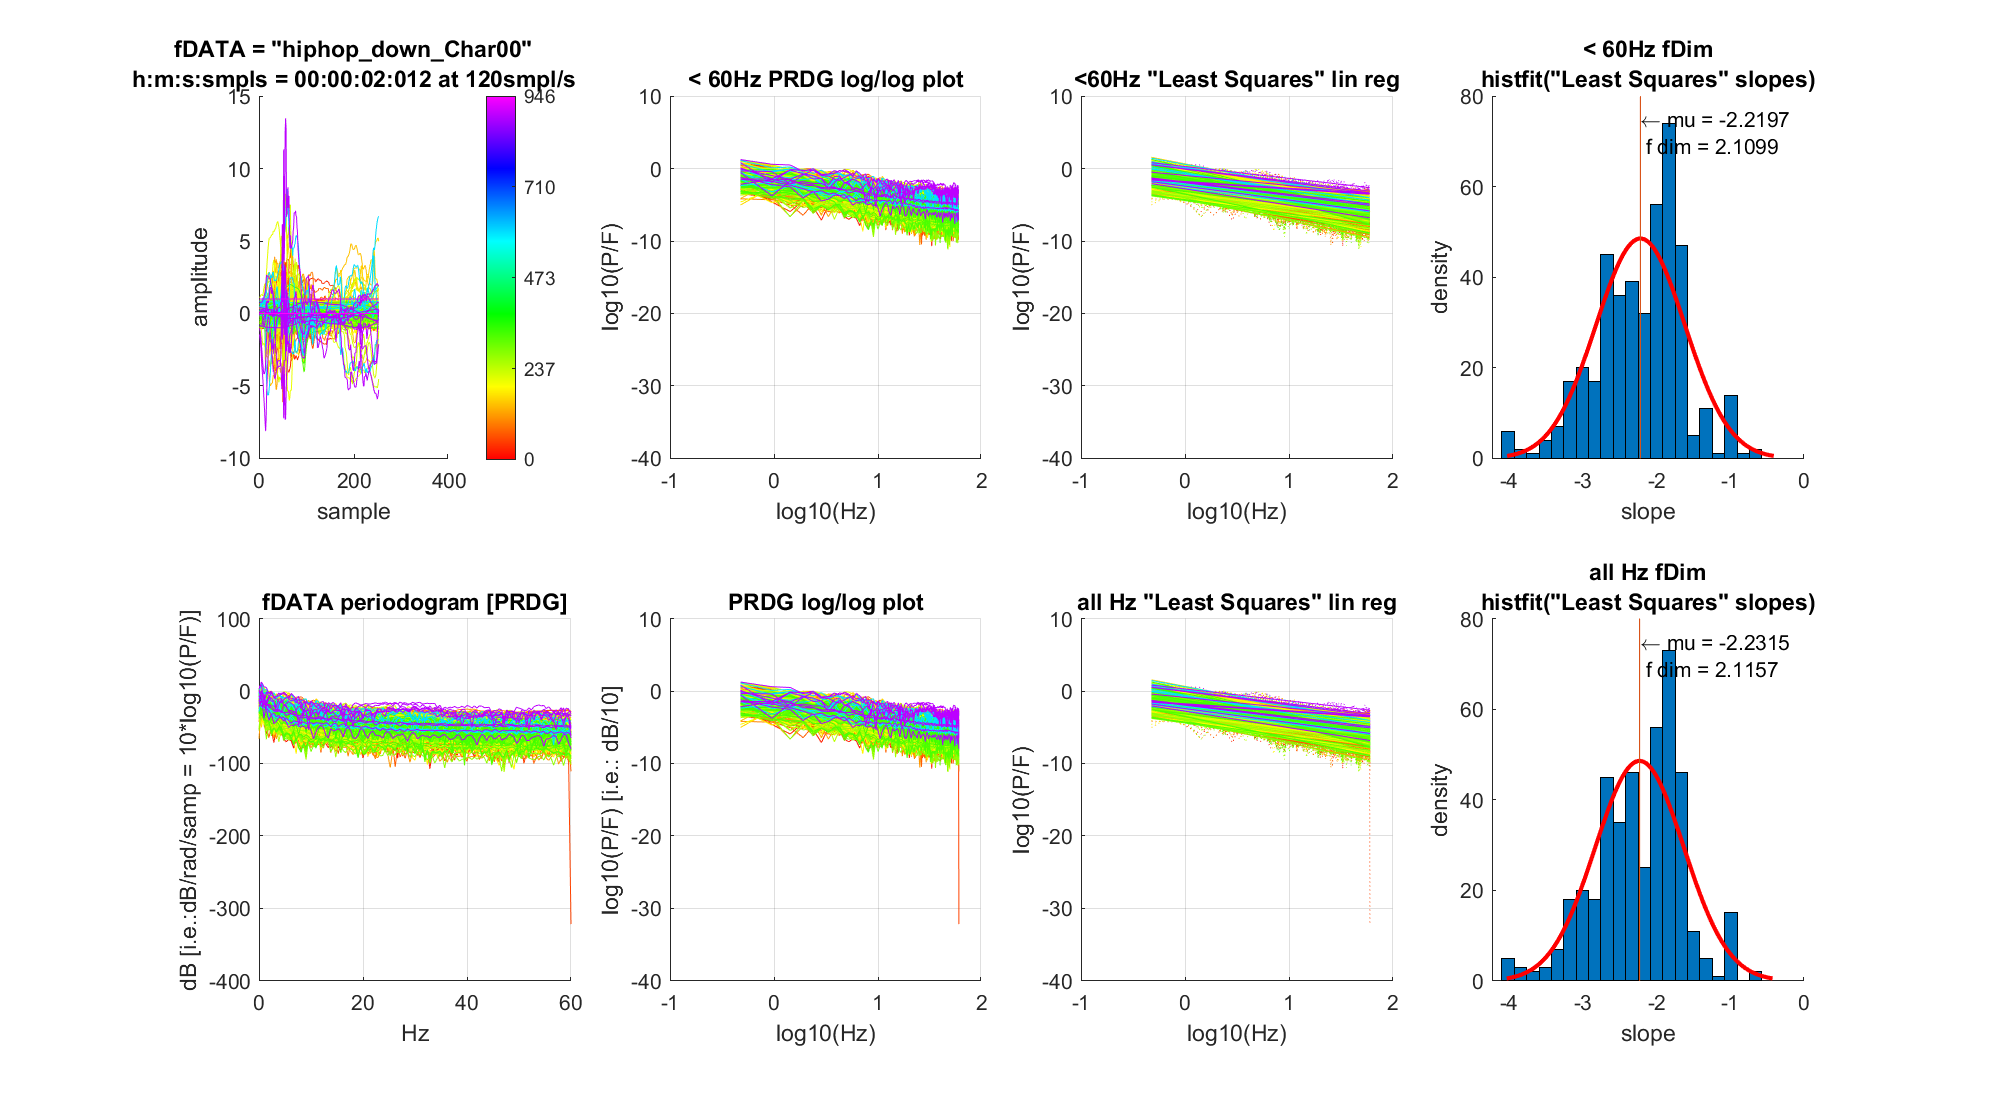 fDATA = "hiphop_down_Char00"
h:m:s:smpls = 00:00:02:012 at 120smpl/s
15
10
5
0
-5
-10
amplitude
0
200
400
sample
946
710
473
237
0
< 60Hz PRDG log/log plot
10
0
-10
-20
-30
-40
log10(P/F)
-1
0
1
2
log10(Hz)
<60Hz "Least Squares" lin reg
10
0
-10
-20
-30
-40
log10(P/F)
-1
0
1
2
log10(Hz)
< 60Hz fDim
histfit("Least Squares" slopes)
← mu = -2.2197
f dim = 2.1099
80
60
40
20
0
density
-4
-3
-2
-1
0
slope
fDATA periodogram [PRDG]
100
0
-100
-200
-300
-400
dB [i.e.:dB/rad/samp = 10*log10(P/F)]
0
20
40
60
Hz
PRDG log/log plot
10
0
-10
-20
-30
-40
log10(P/F) [i.e.: dB/10]
-1
0
1
2
log10(Hz)
all Hz "Least Squares" lin reg
10
0
-10
-20
-30
-40
log10(P/F)
-1
0
1
2
log10(Hz)
all Hz fDim
histfit("Least Squares" slopes)
← mu = -2.2315
f dim = 2.1157
80
60
40
20
0
density
-4
-3
-2
-1
0
slope